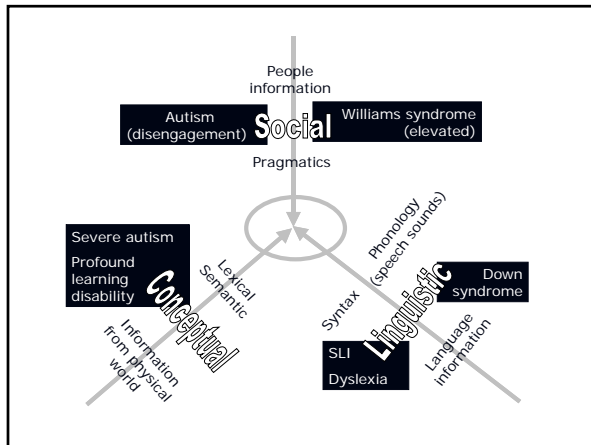 People
information
Autism
(disengagement)
Social
Williams syndrome
(elevated)
Pragmatics
Severe autism
Profound
learning
disability
Conceptual
Lexical
Semantic
Information
from physical
world
Phonology
(speech sounds)
Syntax
Linguistic
Down
syndrome
SLI
Dyslexia
Language
information